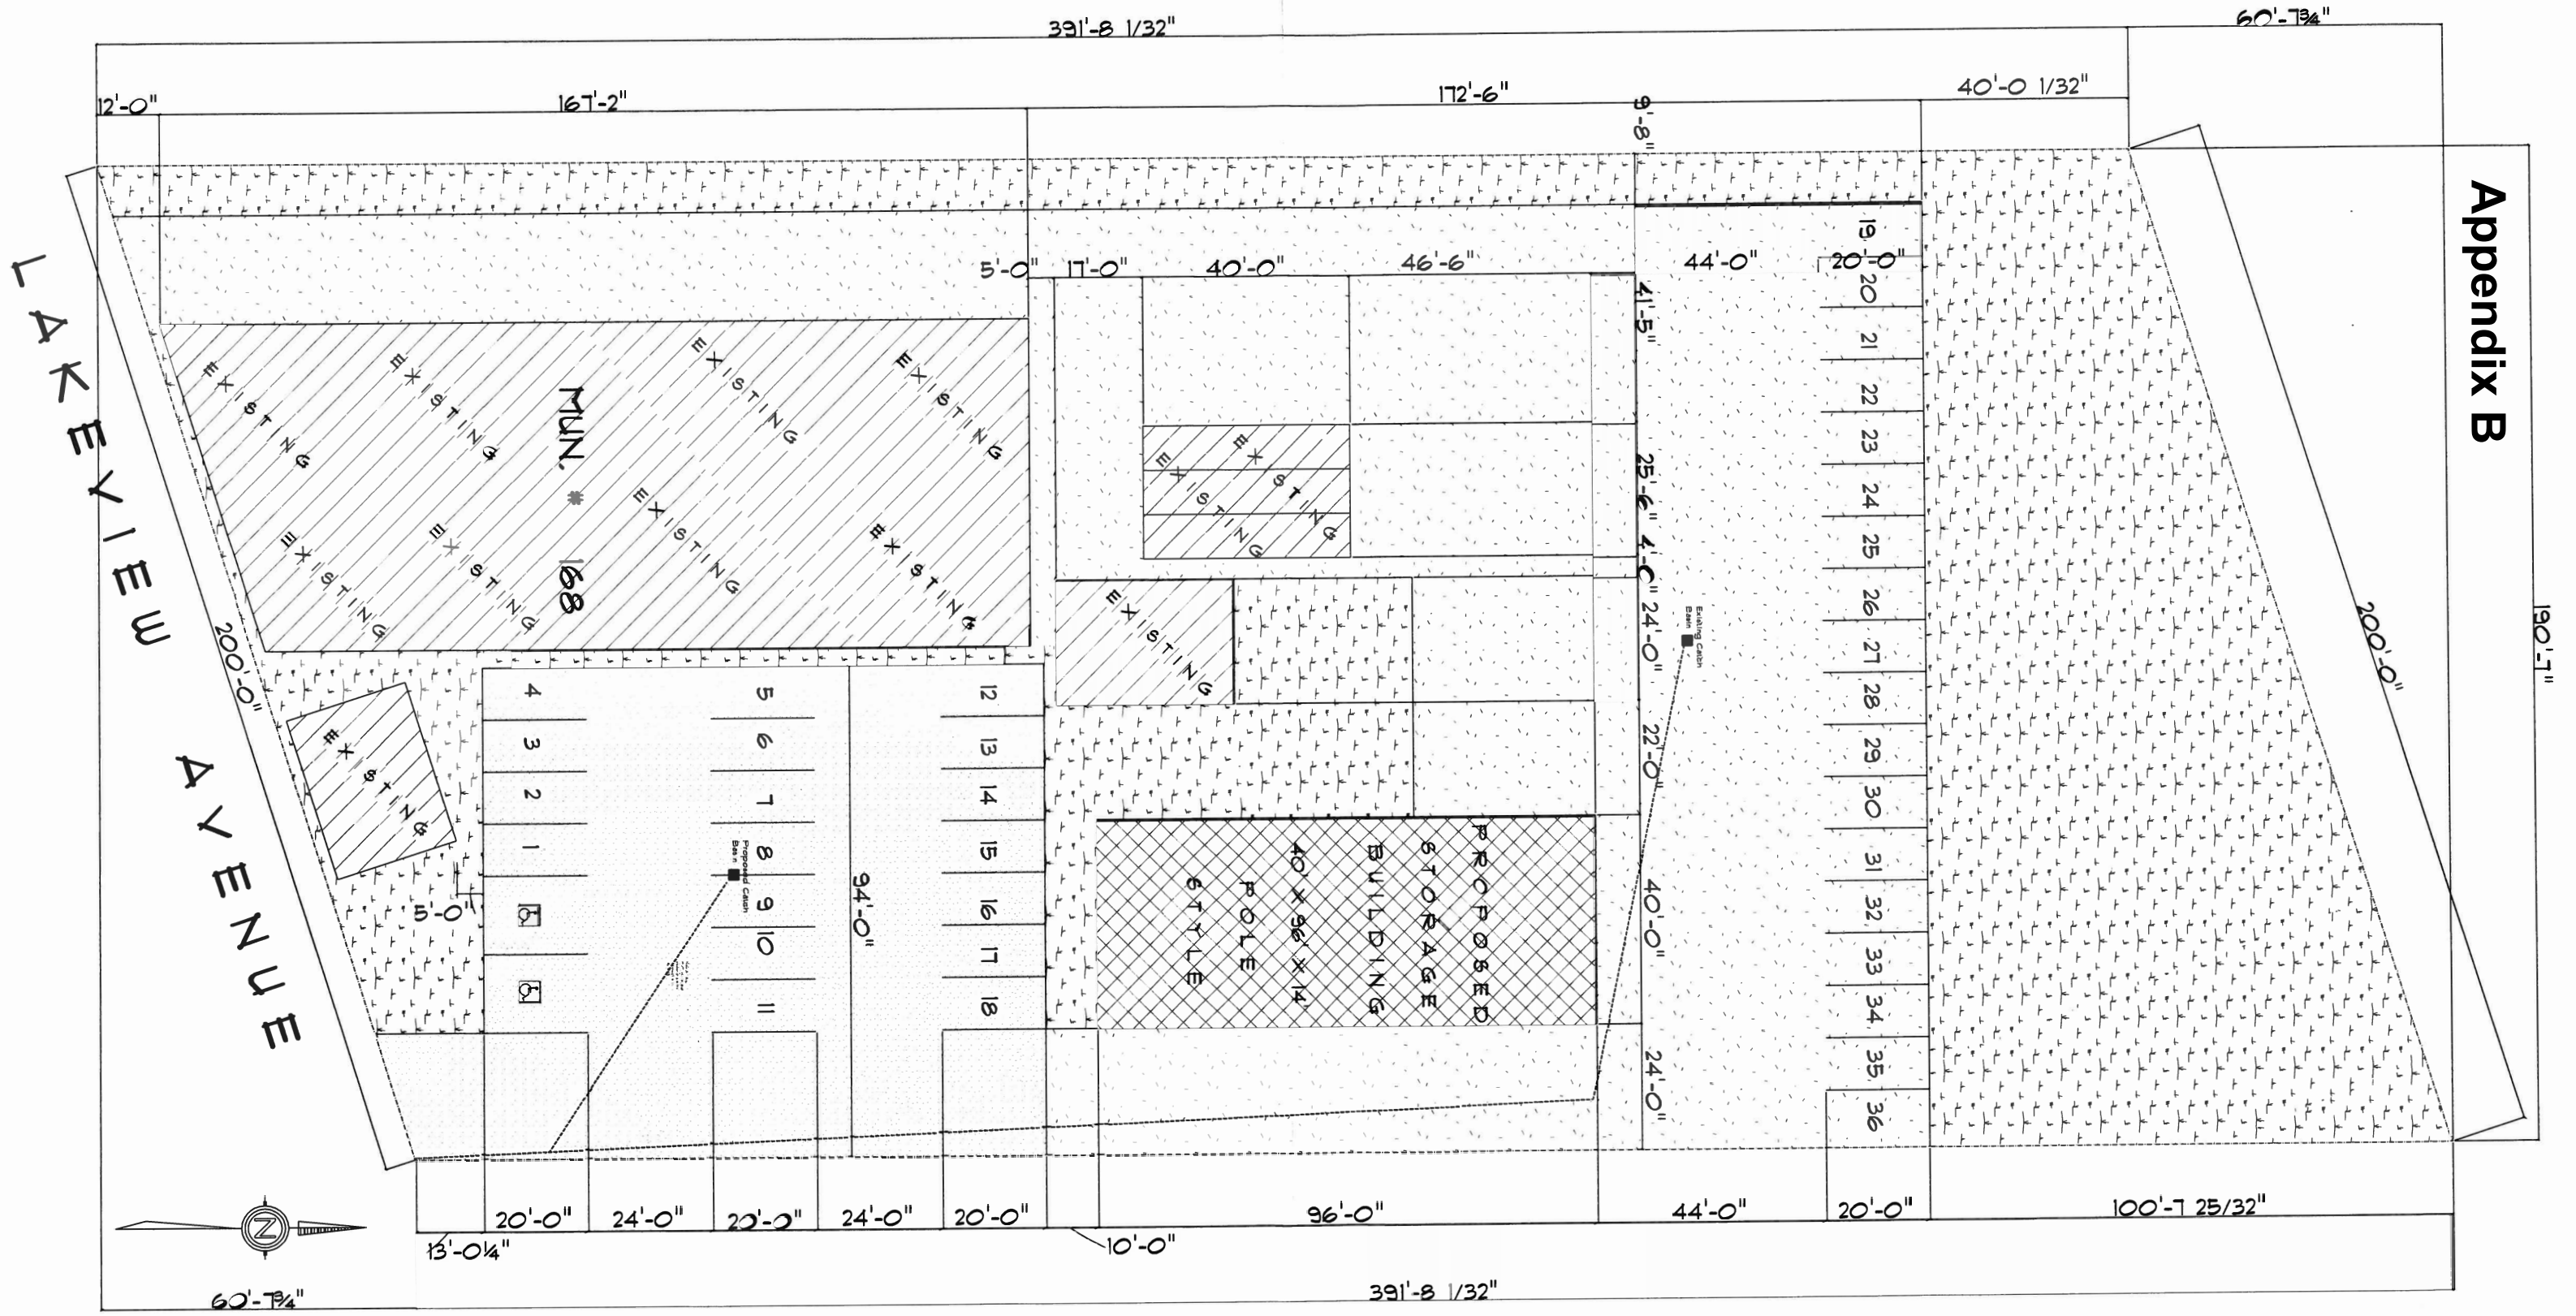 391'-8 1/32"
60'-7¾"
12'-0"
167'-2"
172'-6"
9'-8"
40'-0 1/32"
Appendix B
LAKEVIEW AVENUE
200'-0"
200'-0"
190'-7"
5'-0"
17'-0"
40'-0"
46'-6"
44'-0"
20'-0"
41'-5"
25'-6"
4'-0"
24'-0"
22'-0"
40'-0"
24'-0"
EXISTING
EXISTING
EXISTING
EXISTING
EXISTING
EXISTING
EXISTING
EXISTING
MUN. # 168
EXISTING
EXISTING
EXISTING
EXISTING
5'-0"
4
3
2
1
5
6
7
8
9
10
11
Proposed Catch
Basin
94'-0"
12
13
14
15
16
17
18
PROPOSED
STORAGE
BUILDING
40' X 96' X 14'
POLE
STYLE
Existing Catch
Basin
19
20
21
22
23
24
25
26
27
28
29
30
31
32
33
34
35
36
Z
20'-0"
24'-0"
20'-0"
24'-0"
20'-0"
96'-0"
44'-0"
20'-0"
100'-7 25/32"
13'-0¼"
10'-0"
60'-7¾"
391'-8 1/32"